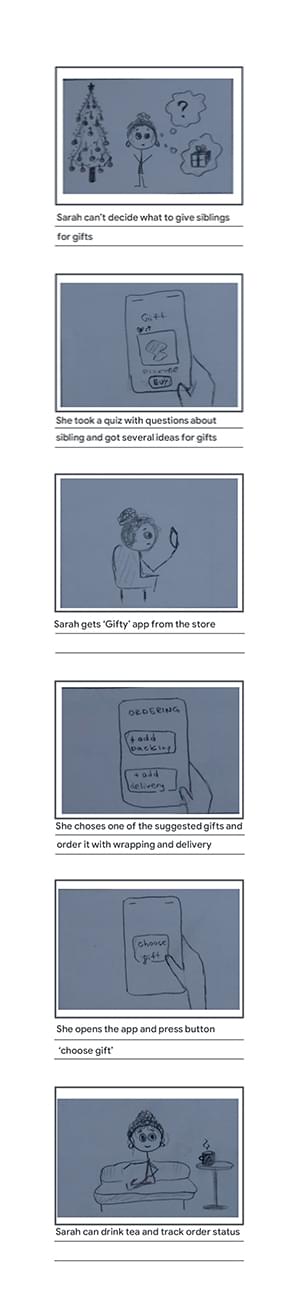 ?
Sarah can't decide what to give siblings
for gifts
Gift
BUY
She took a quiz with questions about
sibling and got several ideas for gifts
Sarah gets 'Gifty' app from the store
ORDERING
+ add
packing
+ add
delivery
She choses one of the suggested gifts and
order it with wrapping and delivery
choose
gift
She opens the app and press button
'choose gift'
Sarah can drink tea and track order status